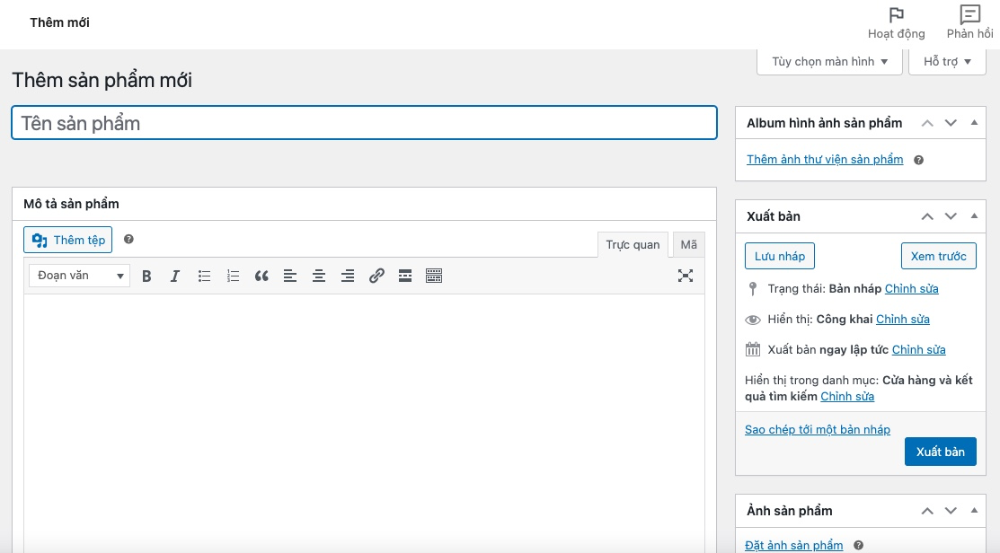 Thêm mới
Hoạt động
Phản hồi
Tùy chọn màn hình
Hỗ trợ
Thêm sản phẩm mới
Tên sản phẩm
Mô tả sản phẩm
Thêm tệp
Trực quan
Mã
Đoạn văn
B I
Album hình ảnh sản phẩm
Thêm ảnh thư viện sản phẩm
Xuất bản
Lưu nháp
Xem trước
Trạng thái: Bản nháp Chỉnh sửa
Hiển thị: Công khai Chỉnh sửa
Xuất bản ngay lập tức Chỉnh sửa
Hiển thị trong danh mục: Cửa hàng và kết
quả tìm kiếm Chỉnh sửa
Sao chép tới một bản nháp
Xuất bản
Ảnh sản phẩm
Đặt ảnh sản phẩm